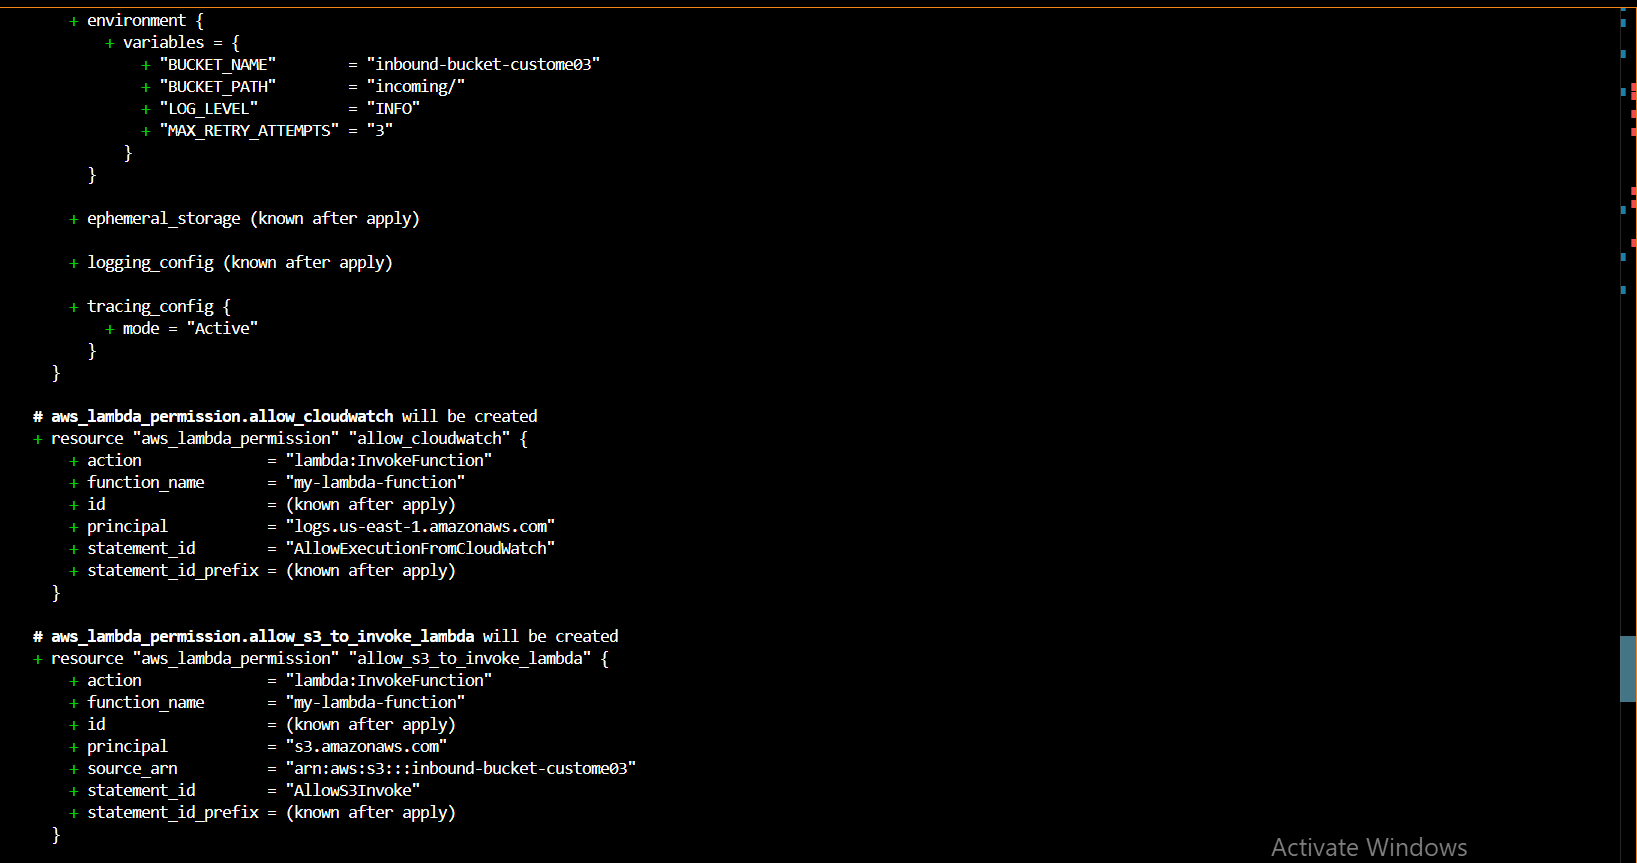 + environment {
+ variables = {
+ "BUCKET_NAME" = "inbound-bucket-custome03"
+ "BUCKET_PATH" = "incoming/"
+ "LOG_LEVEL" = "INFO"
+ "MAX_RETRY_ATTEMPTS" = "3"
}
}
+ ephemeral_storage (known after apply)
+ logging_config (known after apply)
+ tracing_config {
+ mode = "Active"
}
}
# aws_lambda_permission.allow_cloudwatch will be created
+ resource "aws_lambda_permission" "allow_cloudwatch" {
+ action = "lambda:InvokeFunction"
+ function_name = "my-lambda-function"
+ id = (known after apply)
+ principal = "logs.us-east-1.amazonaws.com"
+ statement_id = "AllowExecutionFromCloudWatch"
+ statement_id_prefix = (known after apply)
}
# aws_lambda_permission.allow_s3_to_invoke_lambda will be created
+ resource "aws_lambda_permission" "allow_s3_to_invoke_lambda" {
+ action = "lambda:InvokeFunction"
+ function_name = "my-lambda-function"
+ id = (known after apply)
+ principal = "s3.amazonaws.com"
+ source_arn = "arn:aws:s3:::inbound-bucket-custome03"
+ statement_id = "AllowS3Invoke"
+ statement_id_prefix = (known after apply)
}
Activate Windows